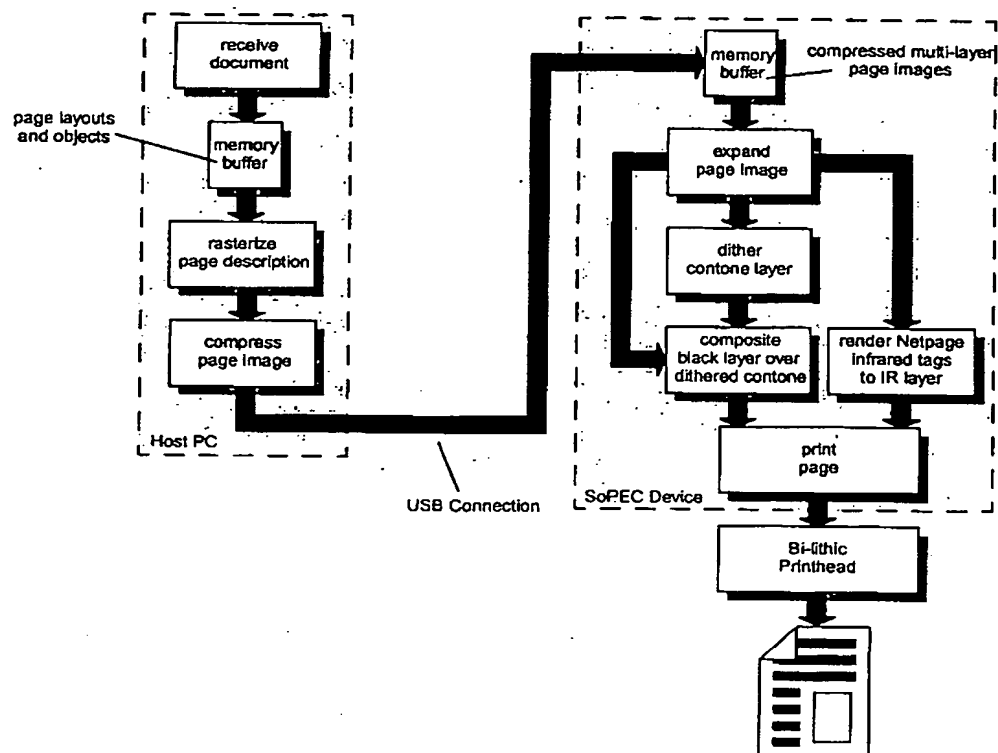 receive
document
page layouts
and objects
memory
buffer
rasterize
page description
compress
page image
Host PC
USB Connection
memory
buffer
compressed multi-layer
page images
expand
page image
dither
contone layer
composite
black layer over
dithered contone
render Netpage
infrared tags
to IR layer
print
page
SoPEC Device
Bi-lithic
Printhead